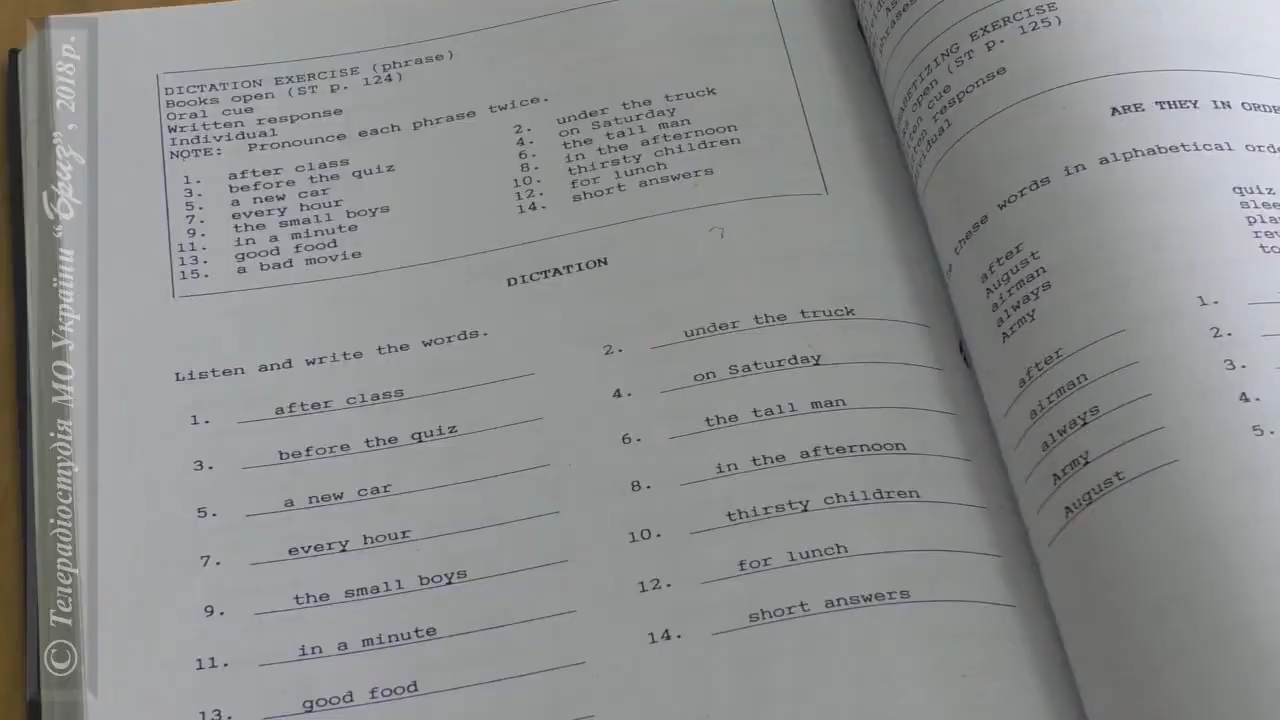 © Телерадіостудія МО України “Бриз”, 2018р.
DICTATION EXERCISE (phrase)
Books open (ST p. 124)
Oral cue
Written response
Individual
NOTE: Pronounce each phrase twice.
1. after class
2. under the truck
3. before the quiz
4. on Saturday
5. a new car
6. the tall man
7. every hour
8. in the afternoon
9. the small boys
10. thirsty children
11. in a minute
12. for lunch
13. good food
14. short answers
15. a bad movie
DICTATION
Listen and write the words.
1. after class
2. under the truck
3. before the quiz
4. on Saturday
5. a new car
6. the tall man
7. every hour
8. in the afternoon
9. the small boys
10. thirsty children
11. in a minute
12. for lunch
13. good food
14. short answers
EXERCISE
open (ST p. 125)
cue
response
ARE THEY IN
these words in alphabetical
after
August
airman
always
Army
quiz
to
after
airman
always
Army
August
1.
2.
3.
4.
5.